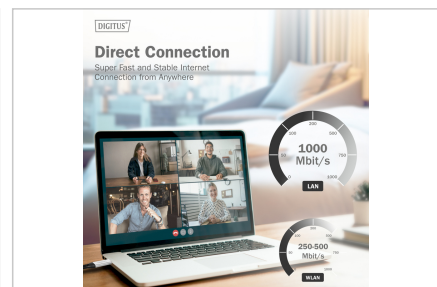 DIGITUS®
Direct Connection
Super Fast and Stable Internet
Connection from Anywhere
1000
Mbit/s
LAN
250-500
Mbit/s
WLAN